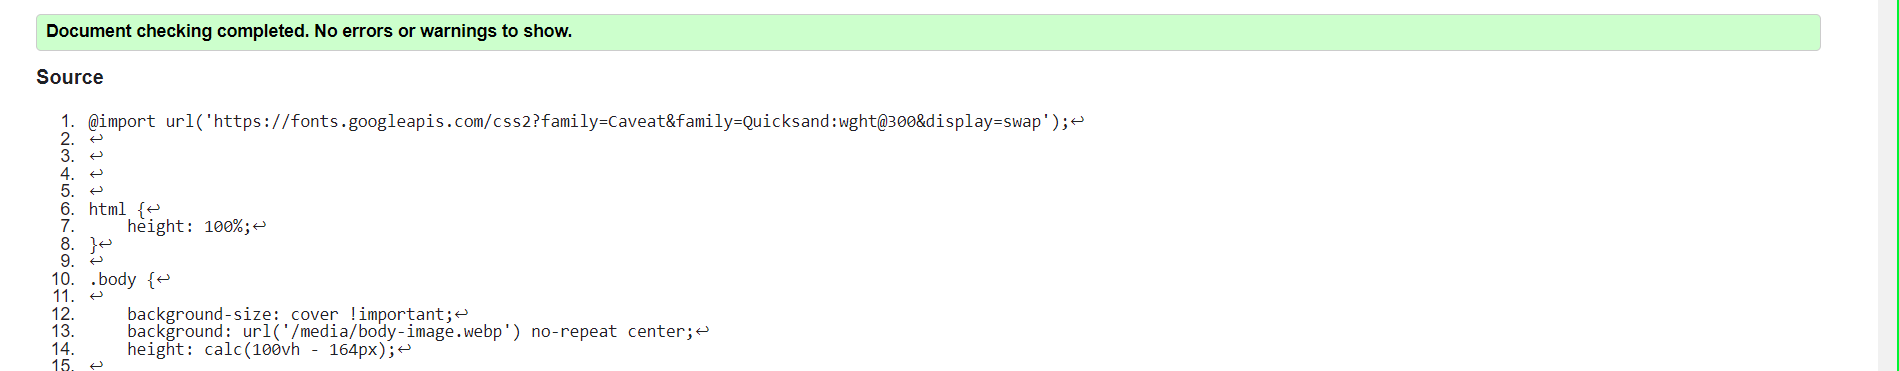 Document checking completed. No errors or warnings to show.
Source
1. @import url('https://fonts.googleapis.com/css2?family=Caveat&family=Quicksand:wght@300&display=swap');↩
2. ↩
3. ↩
4. ↩
5. ↩
6. html {↩
7.     height: 100%;↩
8. }↩
9. ↩
10. .body {↩
11. ↩
12.     background-size: cover !important;↩
13.     background: url('/media/body-image.webp') no-repeat center;↩
14.     height: calc(100vh - 164px);↩
15. ↩